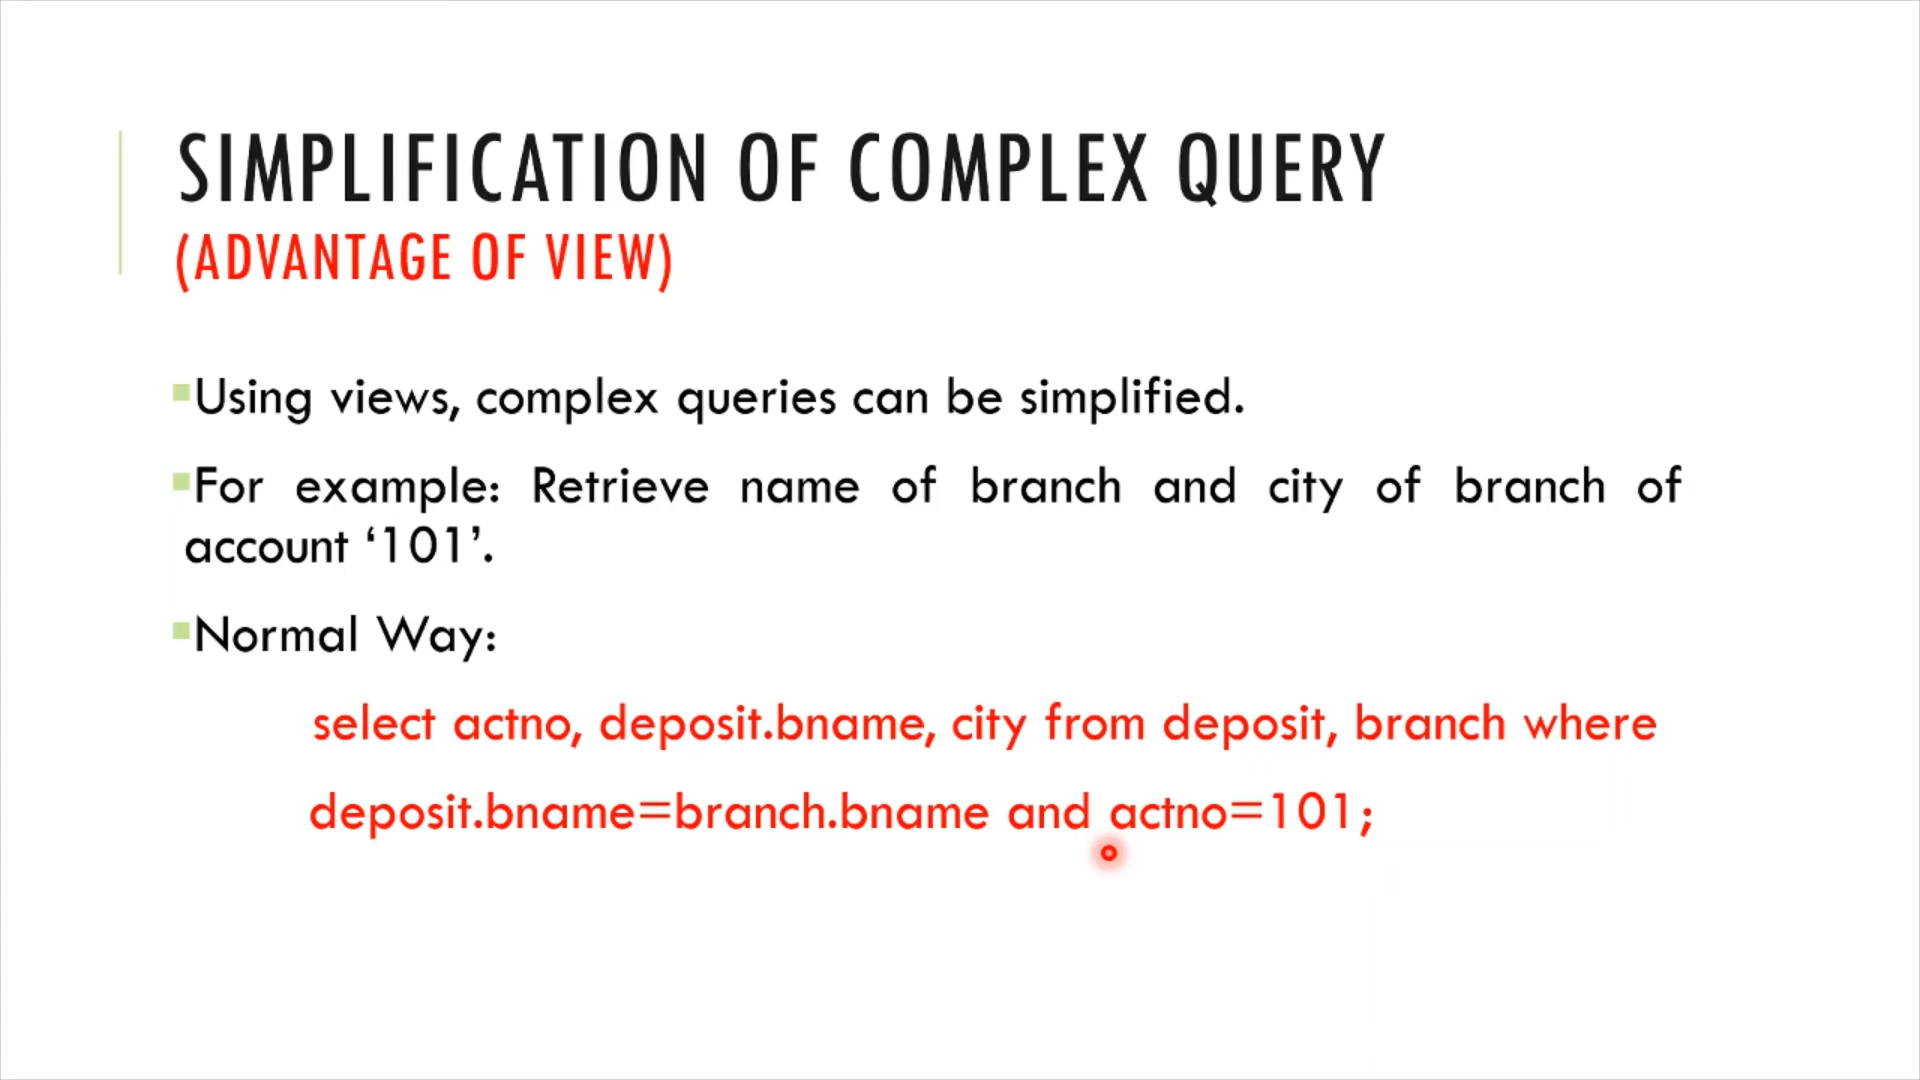 SIMPLIFICATION OF COMPLEX QUERY
(ADVANTAGE OF VIEW)
Using views, complex queries can be simplified.
For example: Retrieve name of branch and city of branch of
account ‘101’.
Normal Way:
select actno, deposit.bname, city from deposit, branch where
deposit.bname=branch.bname and actno=101;